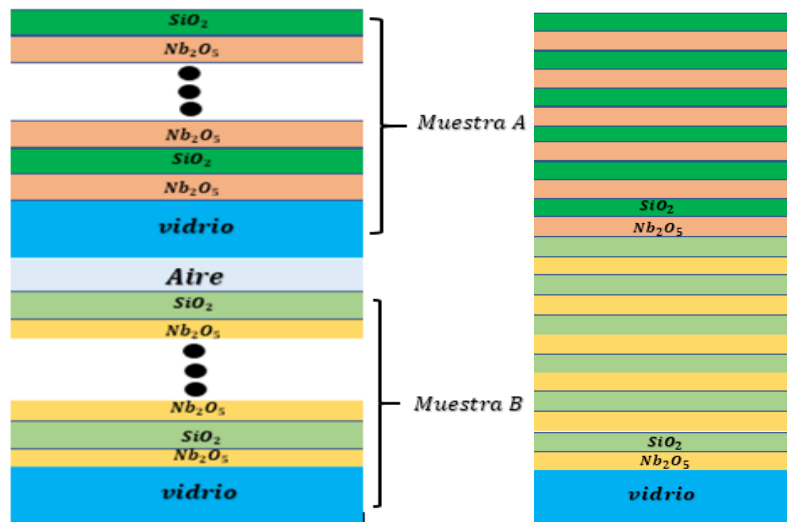 SiO₂
Nb₂O₅
Nb₂O₅
SiO₂
Nb₂O₅
vidrio
Muestra A
Aire
SiO₂
Nb₂O₅
Nb₂O₅
SiO₂
Nb₂O₅
vidrio
Muestra B
SiO₂
Nb₂O₅
SiO₂
Nb₂O₅
vidrio